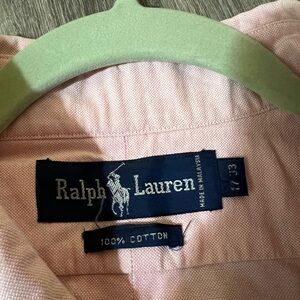 Ralph Lauren
MADE IN MALAYSIA
17/33
100% COTTON